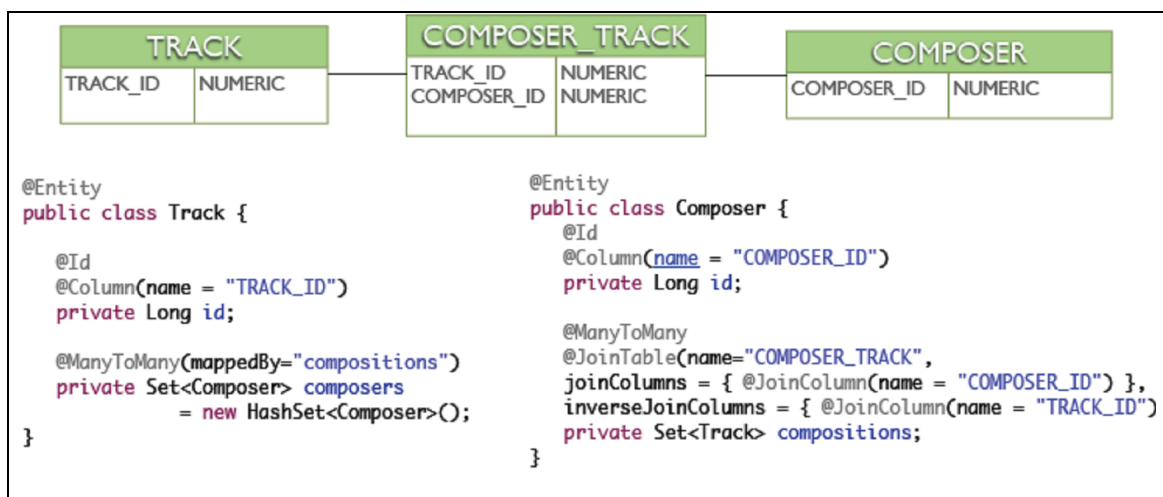 TRACK
TRACK_ID NUMERIC
COMPOSER_TRACK
TRACK_ID NUMERIC
COMPOSER_ID NUMERIC
COMPOSER
COMPOSER_ID NUMERIC
@Entity
public class Track {
@Id
@Column(name = "TRACK_ID")
private Long id;
@ManyToMany(mappedBy="compositions")
private Set<Composer> composers
= new HashSet<Composer>();
}
@Entity
public class Composer {
@Id
@Column(name = "COMPOSER_ID")
private Long id;
@ManyToMany
@JoinTable(name="COMPOSER_TRACK",
joinColumns = { @JoinColumn(name = "COMPOSER_ID") },
inverseJoinColumns = { @JoinColumn(name = "TRACK_ID")
private Set<Track> compositions;
}